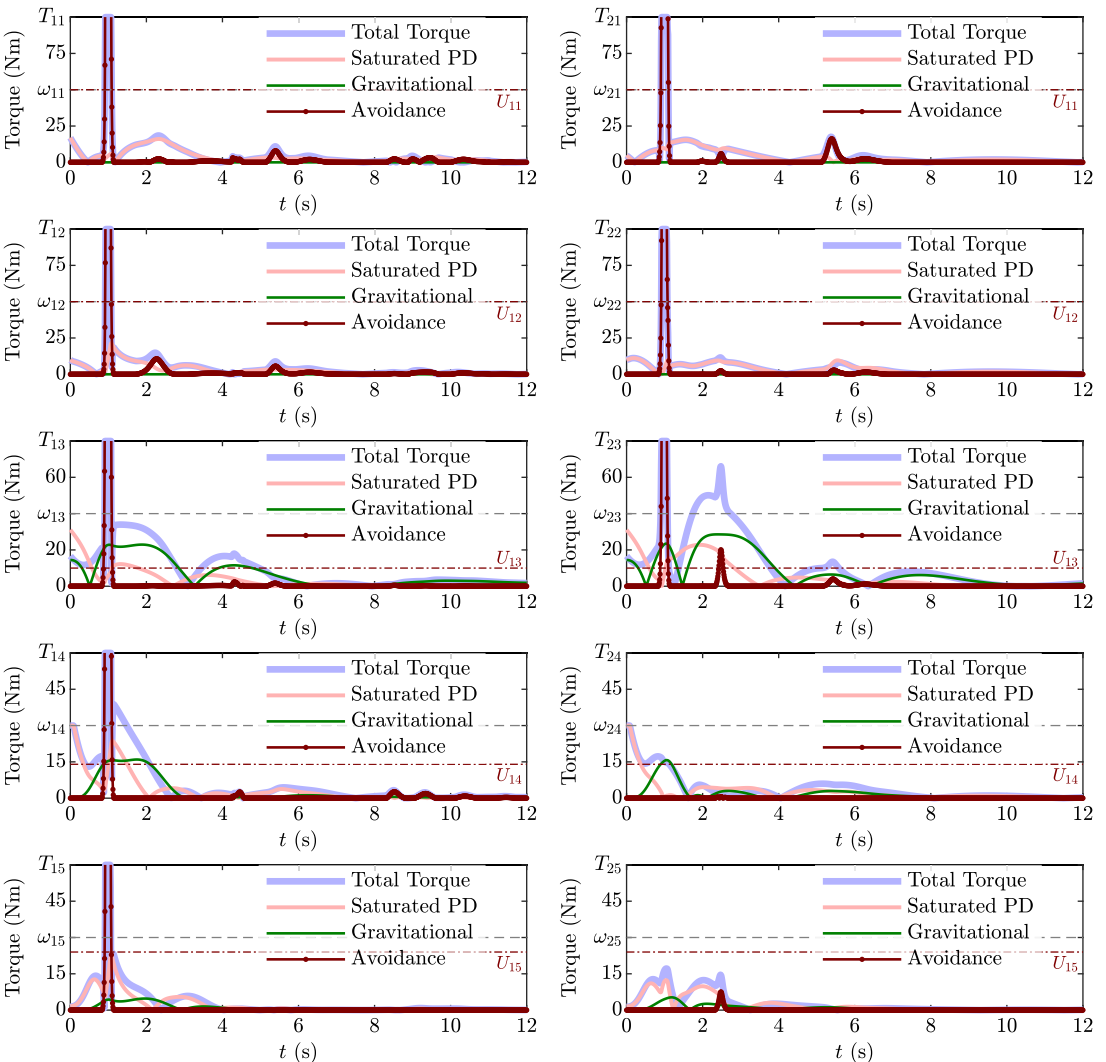 T11
75
ω11
25
0
Torque (Nm)
Total Torque
Saturated PD
Gravitational
Avoidance
U11
0 2 4 6 8 10 12
t (s)
T21
75
ω21
25
0
Torque (Nm)
Total Torque
Saturated PD
Gravitational
Avoidance
U11
0 2 4 6 8 10 12
t (s)
T12
75
ω12
25
0
Torque (Nm)
Total Torque
Saturated PD
Gravitational
Avoidance
U12
0 2 4 6 8 10 12
t (s)
T22
75
ω22
25
0
Torque (Nm)
Total Torque
Saturated PD
Gravitational
Avoidance
U12
0 2 4 6 8 10 12
t (s)
T13
60
ω13
20
0
Torque (Nm)
Total Torque
Saturated PD
Gravitational
Avoidance
U13
0 2 4 6 8 10 12
t (s)
T23
60
ω23
20
0
Torque (Nm)
Total Torque
Saturated PD
Gravitational
Avoidance
U13
0 2 4 6 8 10 12
t (s)
T14
45
ω14
15
0
Torque (Nm)
Total Torque
Saturated PD
Gravitational
Avoidance
U14
0 2 4 6 8 10 12
t (s)
T24
45
ω24
15
0
Torque (Nm)
Total Torque
Saturated PD
Gravitational
Avoidance
U14
0 2 4 6 8 10 12
t (s)
T15
45
ω15
15
0
Torque (Nm)
Total Torque
Saturated PD
Gravitational
Avoidance
U15
0 2 4 6 8 10 12
t (s)
T25
45
ω25
15
0
Torque (Nm)
Total Torque
Saturated PD
Gravitational
Avoidance
U15
0 2 4 6 8 10 12
t (s)